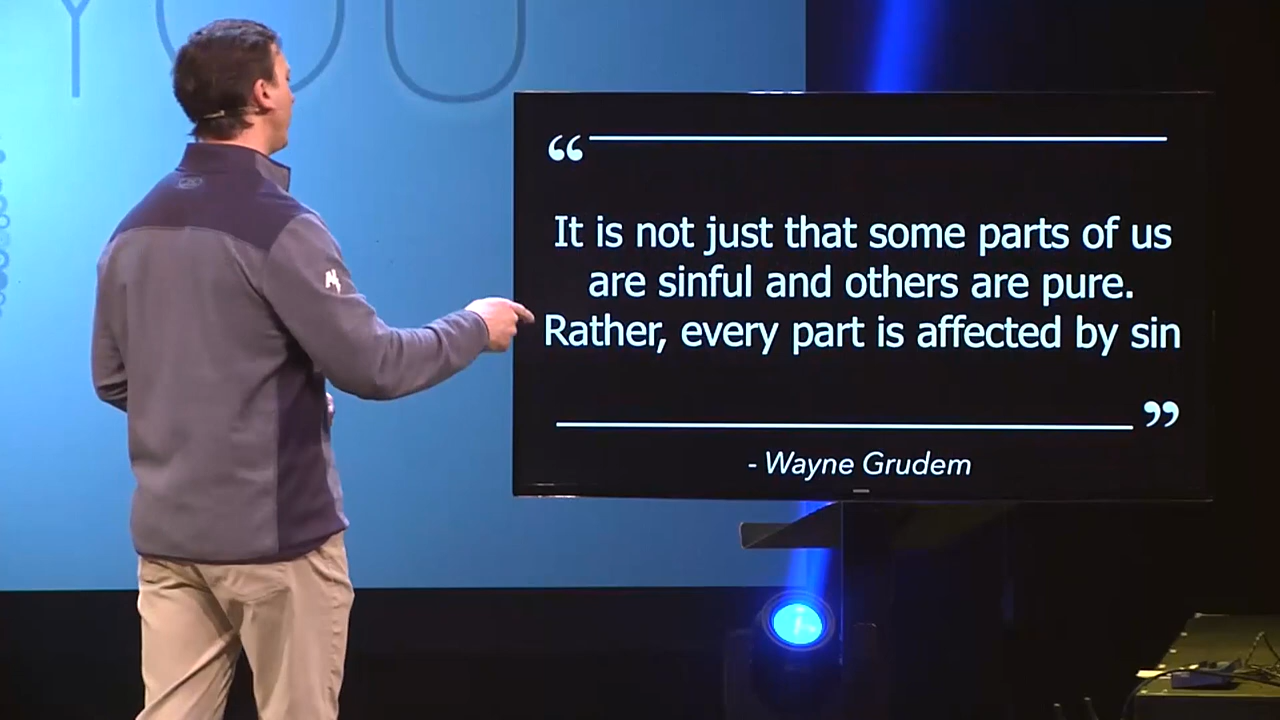 YOU
“
It is not just that some parts of us
are sinful and others are pure.
Rather, every part is affected by sin
”
- Wayne Grudem